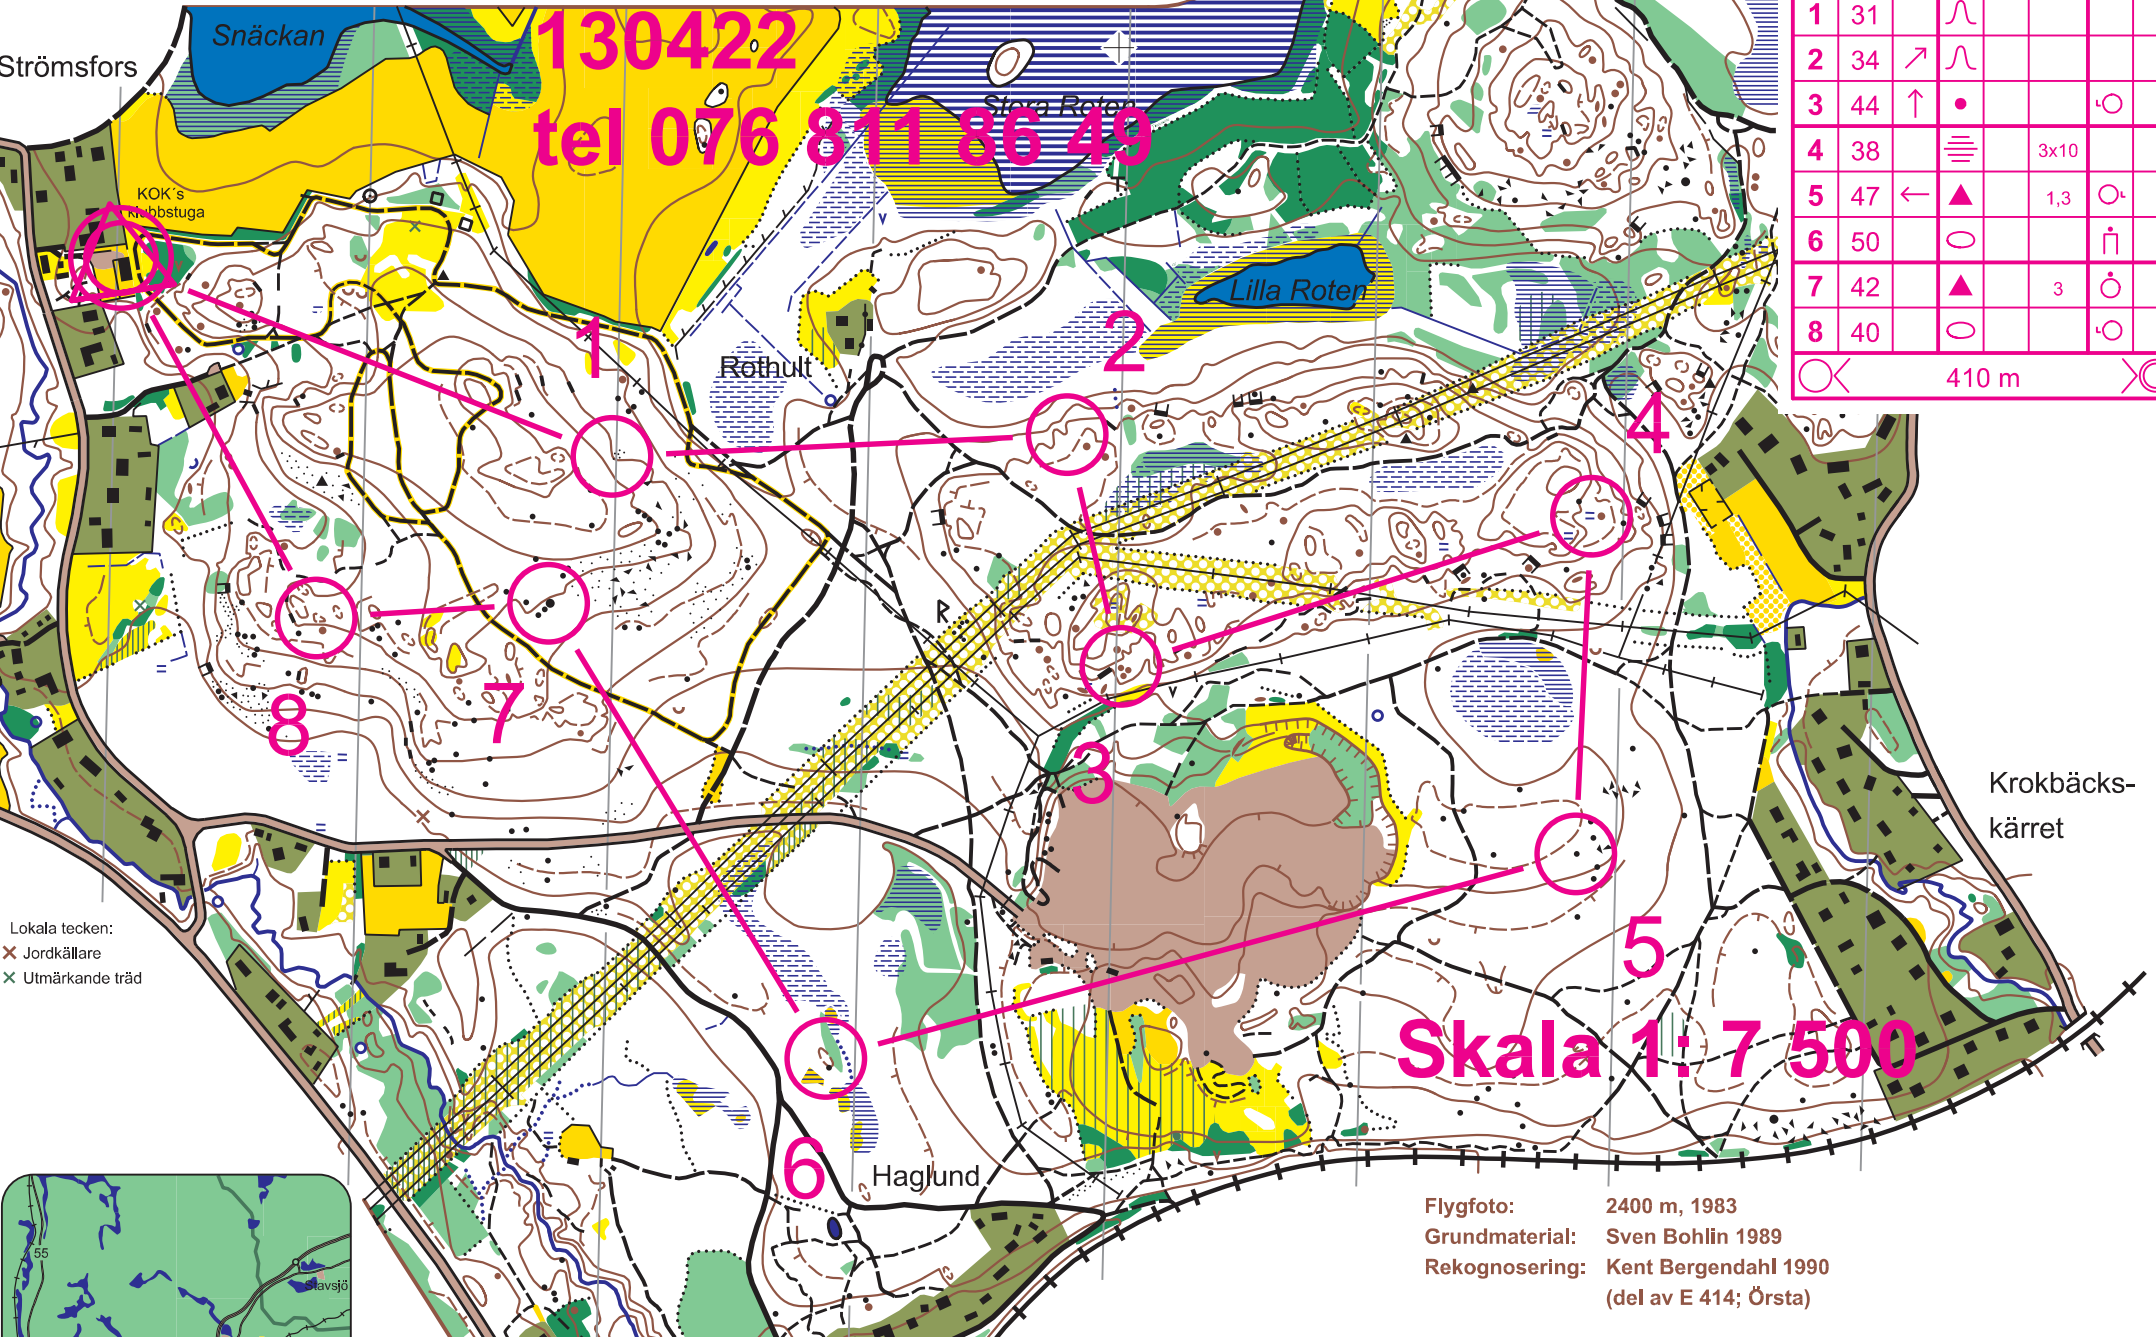 130422
tel 076 811 86 49
Snäckan
Strömsfors
Stora Roten
KOK´s
klubbstuga
Lilla Roten
Rothult
1
2
3
4
5
6
7
8
1 31
2 34
3 44
4 38 3x10
5 47 1,3
6 50
7 42 3
8 40
410 m
Krokbäcks-
kärret
Lokala tecken:
Jordkällare
Utmärkande träd
Skala 1: 7 500
Haglund
Flygfoto: 2400 m, 1983
Grundmaterial: Sven Bohlin 1989
Rekognosering: Kent Bergendahl 1990
(del av E 414; Örsta)
55
Stavsjö